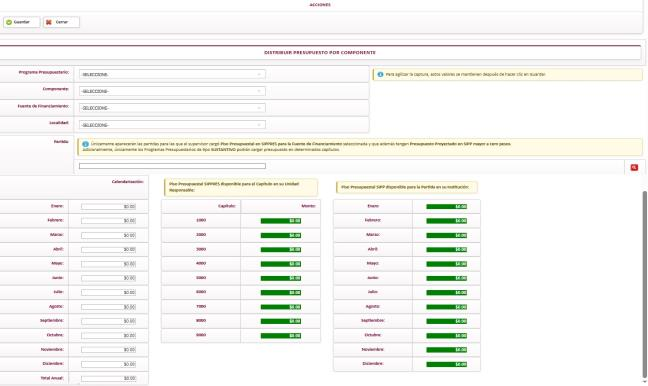 ACCIONES
Guardar Cerrar
DISTRIBUIR PRESUPUESTO POR COMPONENTE
Programa Presupuestario: -SELECCIONE-
Para agilizar la captura, estos valores se mantienen después de hacer clic en Guardar.
Componente: -SELECCIONE-
Fuente de Financiamiento: -SELECCIONE-
Localidad: -SELECCIONE-
Partida: Únicamente aparecerán las partidas para las que el supervisor cargó Piso Presupuestal en SIPPRES para la Fuente de Financiamiento seleccionada y que además tengan Presupuesto Proyectado en SIPP mayor a cero pesos.
Adicionalmente, únicamente los Programas Presupuestarios de tipo SUSTANTIVO podrán cargar presupuesto en determinados capítulos.
Calendarización:
Piso Presupuestal SIPPRES disponible para el Capítulo en su Unidad
Responsable:
Piso Presupuestal SIPP disponible para la Partida en su Institución:
Enero: $0.00 Capítulo: Monto: Enero: $0.00
Febrero: $0.00 1000 $0.00 Febrero: $0.00
Marzo: $0.00 2000 $0.00 Marzo: $0.00
Abril: $0.00 3000 $0.00 Abril: $0.00
Mayo: $0.00 4000 $0.00 Mayo: $0.00
Junio: $0.00 5000 $0.00 Junio: $0.00
Julio: $0.00 6000 $0.00 Julio: $0.00
Agosto: $0.00 7000 $0.00 Agosto: $0.00
Septiembre: $0.00 8000 $0.00 Septiembre: $0.00
Octubre: $0.00 9000 $0.00 Octubre: $0.00
Noviembre: $0.00 Noviembre: $0.00
Diciembre: $0.00 Diciembre: $0.00
Total Anual: $0.00